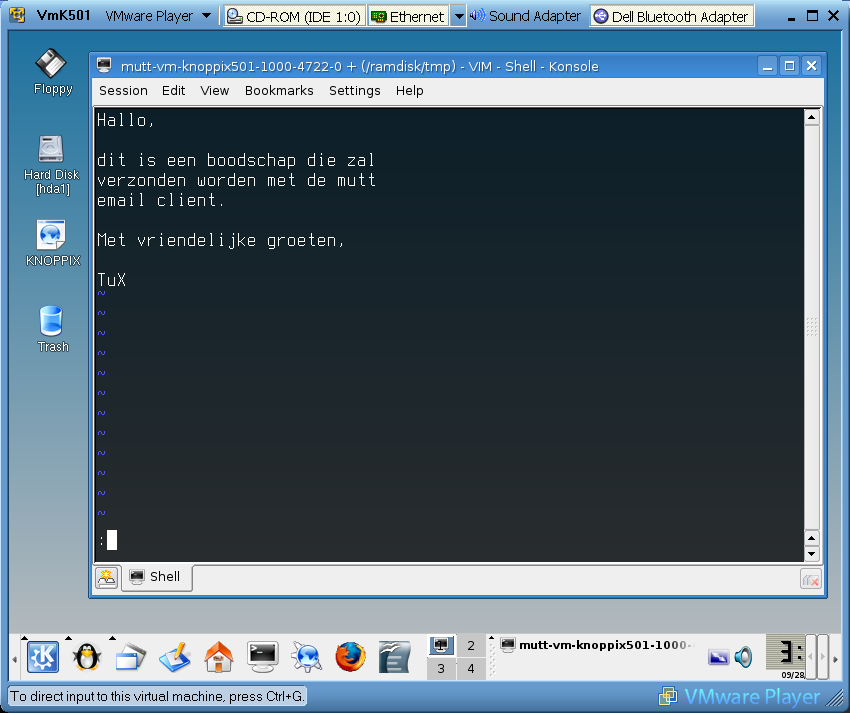 VmK501 VMware Player CD-ROM (IDE 1:0) Ethernet Sound Adapter Dell Bluetooth Adapter
mutt-vm-knoppix501-1000-4722-0 + (/ramdisk/tmp) - VIM - Shell - Konsole
Session Edit View Bookmarks Settings Help
Floppy
Hard Disk
[hda1]
KNOPPIX
Trash
Hallo,
dit is een boodschap die zal
verzonden worden met de mutt
email client.
Met vriendelijke groeten,
TuX
~
~
~
~
~
~
~
~
~
~
~
~
:
Shell
2
3 4
mutt-vm-knoppix501-1000-
3:
09/28
To direct input to this virtual machine, press Ctrl+G.
VMware Player